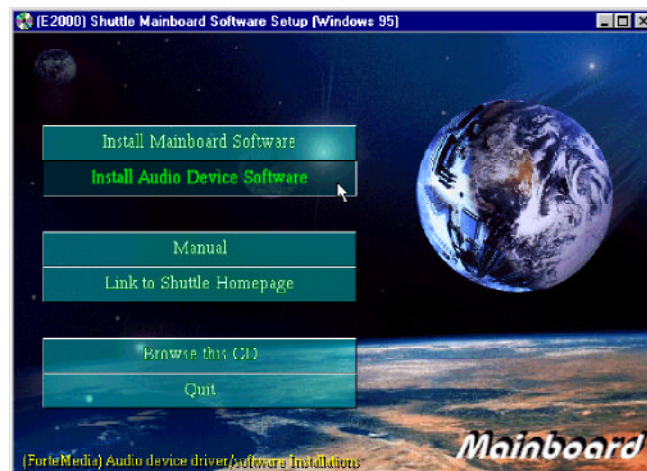 (E2000) Shuttle Mainboard Software Setup (Windows 95)
Install Mainboard Software
Install Audio Device Software
Manual
Link to Shuttle Homepage
Browse this CD
Quit
(ForteMedia) Audio device driver/software Installations
Mainboard